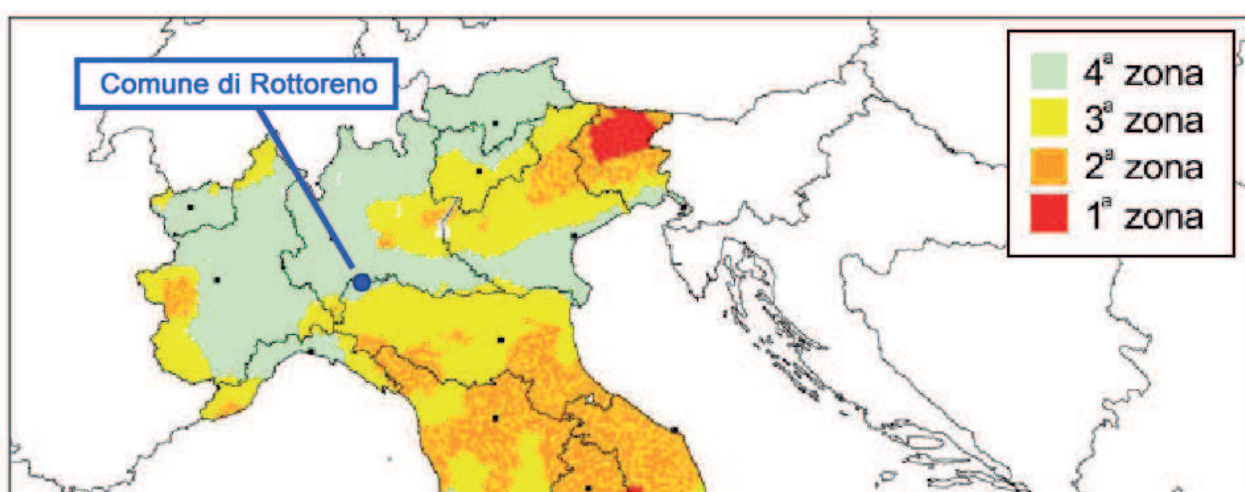 Comune di Rottoreno
4ª zona
3ª zona
2ª zona
1ª zona